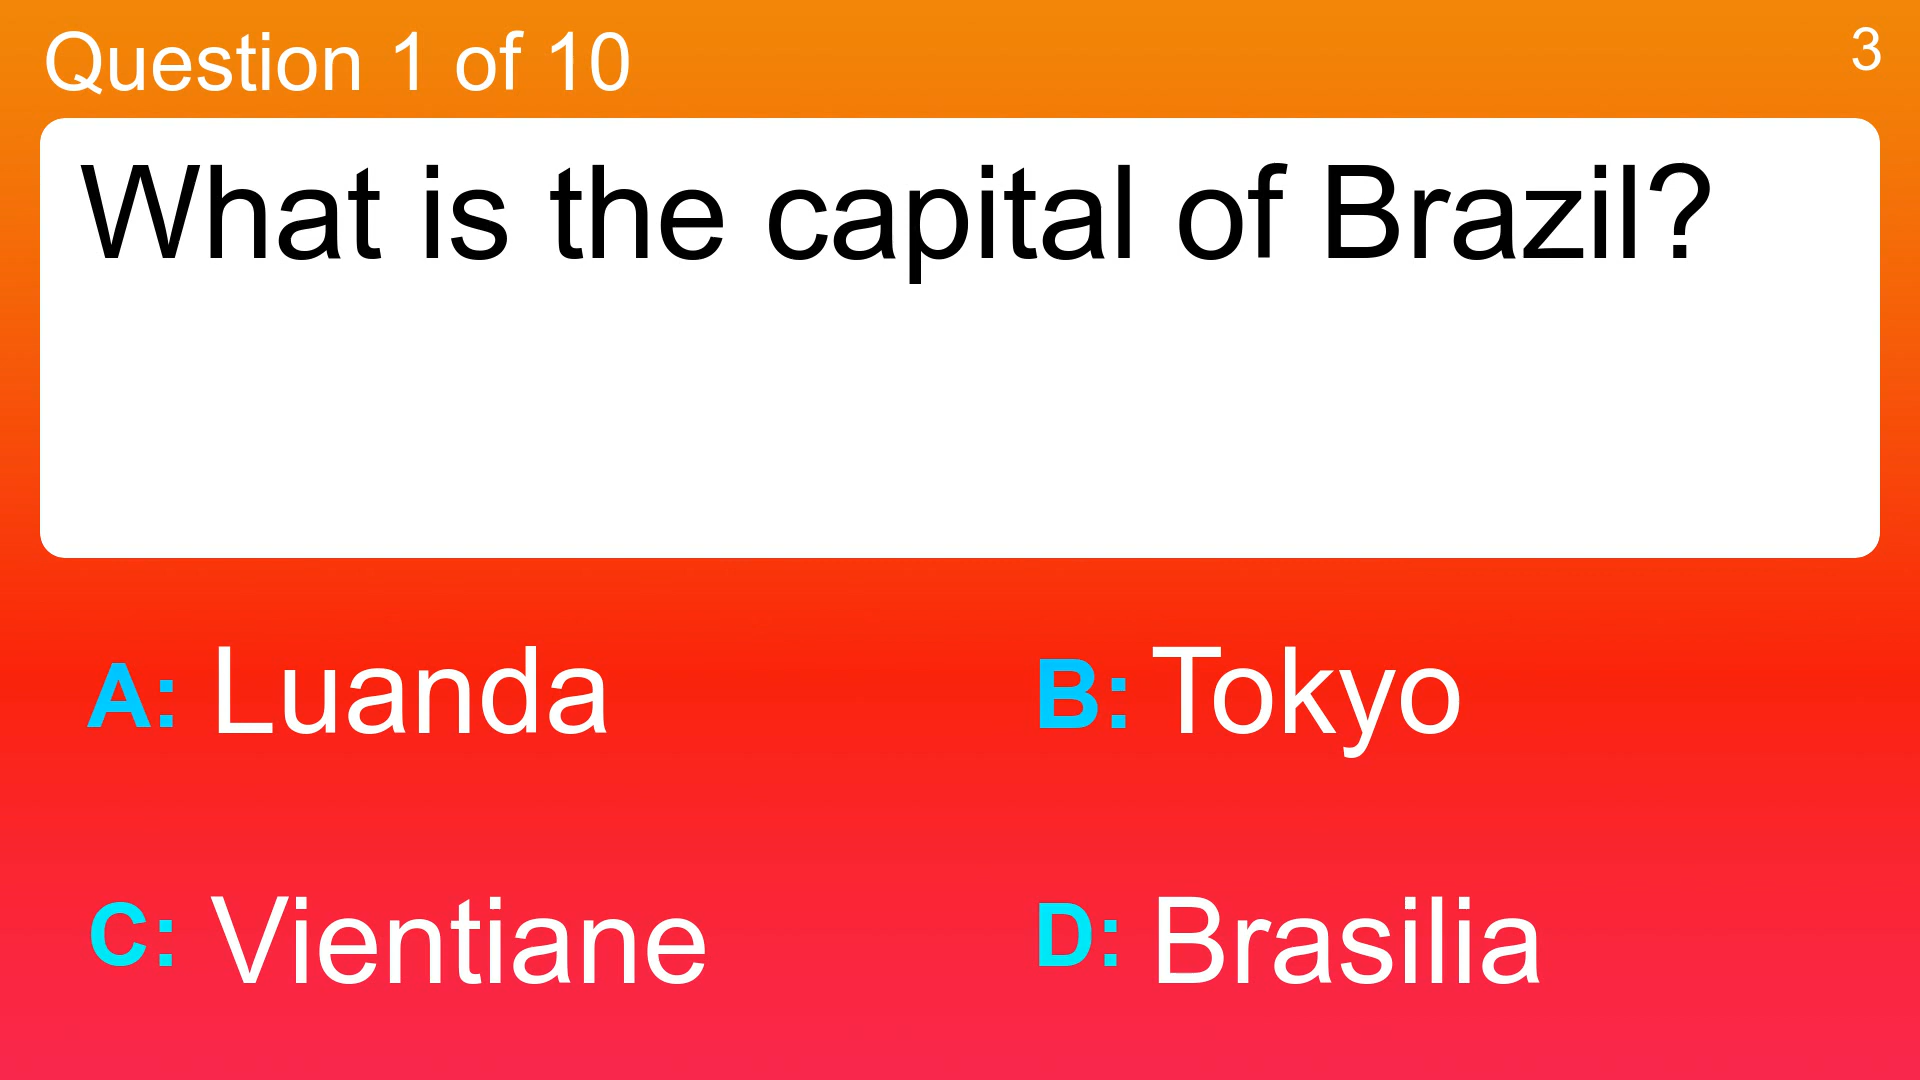 Question 1 of 10
3
What is the capital of Brazil?
A: Luanda
B: Tokyo
C: Vientiane
D: Brasilia